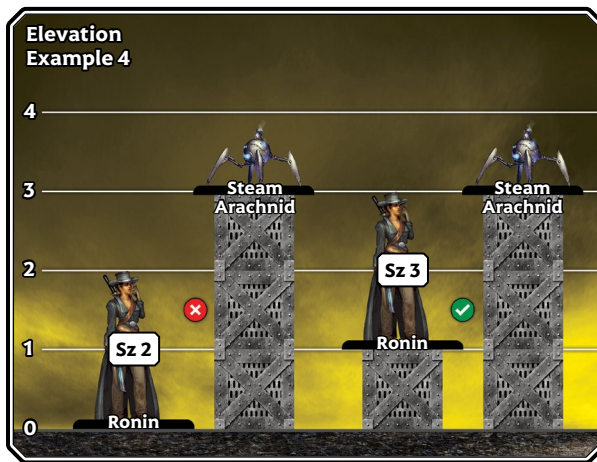 Elevation
Example 4
4
3
2
1
0
Steam
Arachnid
Steam
Arachnid
Sz 2
Sz 3
Ronin
Ronin